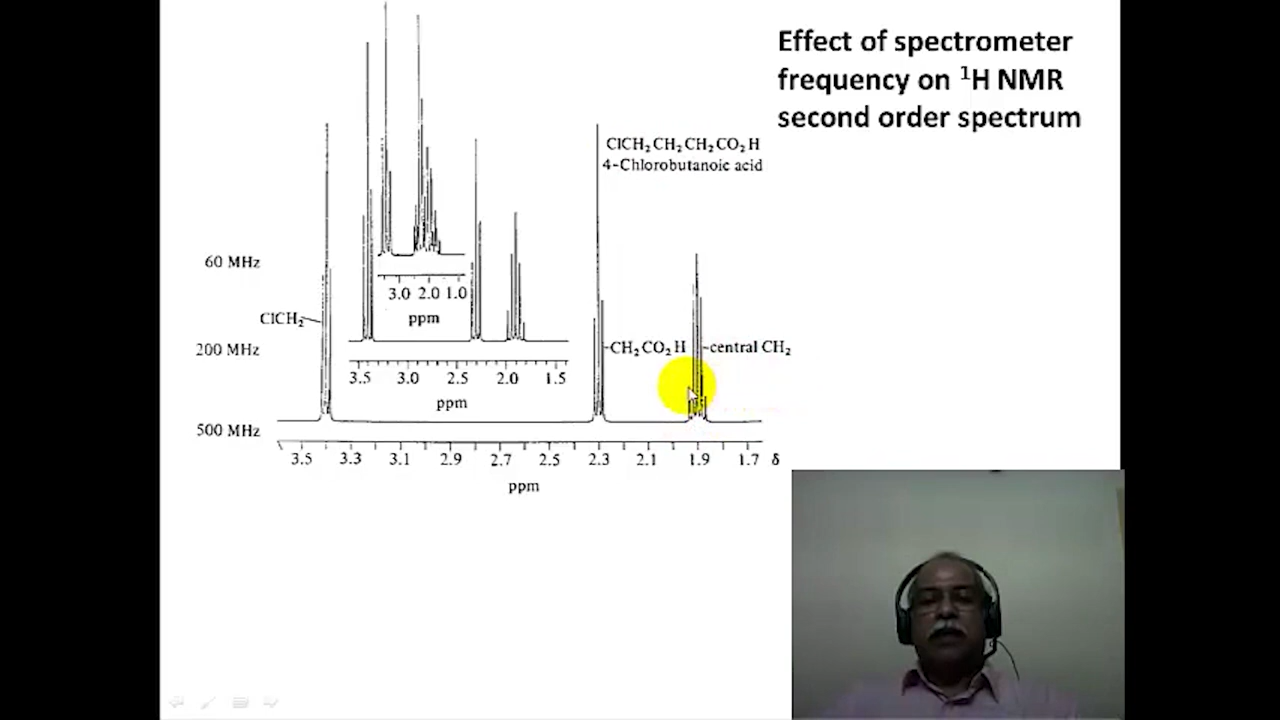 Effect of spectrometer
frequency on ¹H NMR
second order spectrum
ClCH₂CH₂CH₂CO₂H
4-Chlorobutanoic acid
60 MHz
3.0 2.0 1.0
ppm
ClCH₂
200 MHz
CH₂CO₂H
central CH₂
3.5 3.0 2.5 2.0 1.5
ppm
500 MHz
3.5 3.3 3.1 2.9 2.7 2.5 2.3 2.1 1.9 1.7 δ
ppm